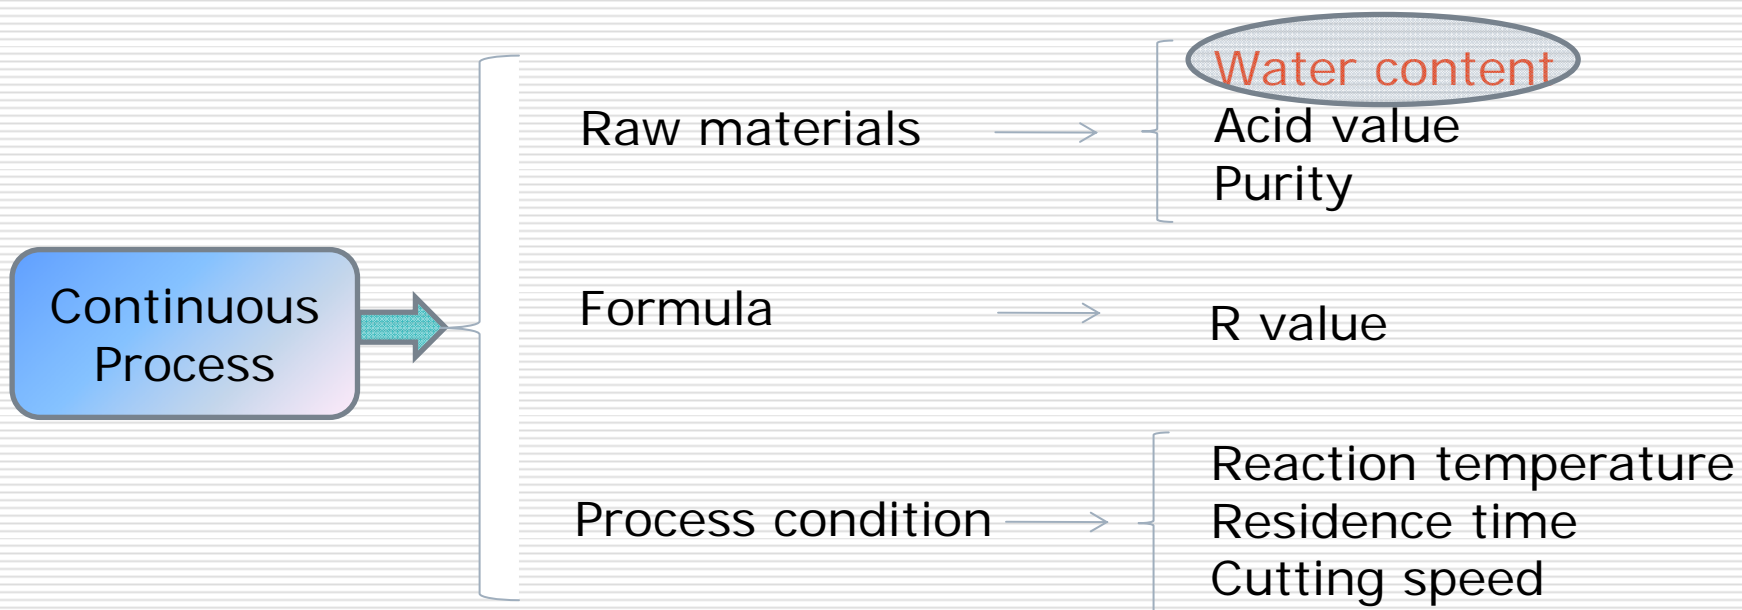 Continuous
Process
Raw materials
Water content
Acid value
Purity
Formula
R value
Process condition
Reaction temperature
Residence time
Cutting speed